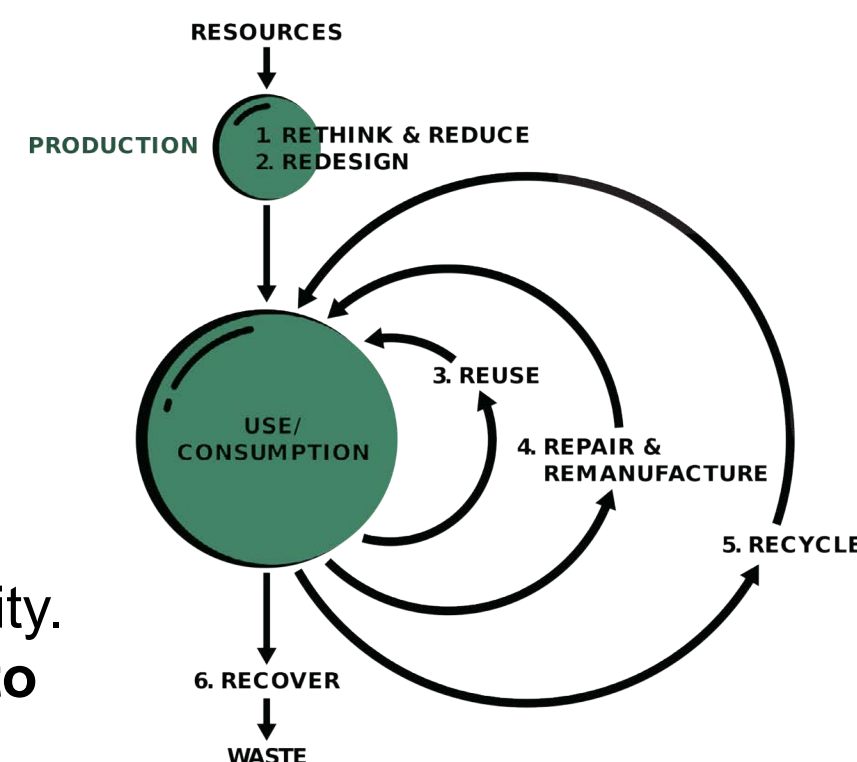 RESOURCES
PRODUCTION
1. RETHINK & REDUCE
2. REDESIGN
3. REUSE
USE/
CONSUMPTION
4. REPAIR &
REMANUFACTURE
5. RECYCLE
ity.
to
6. RECOVER
WASTE